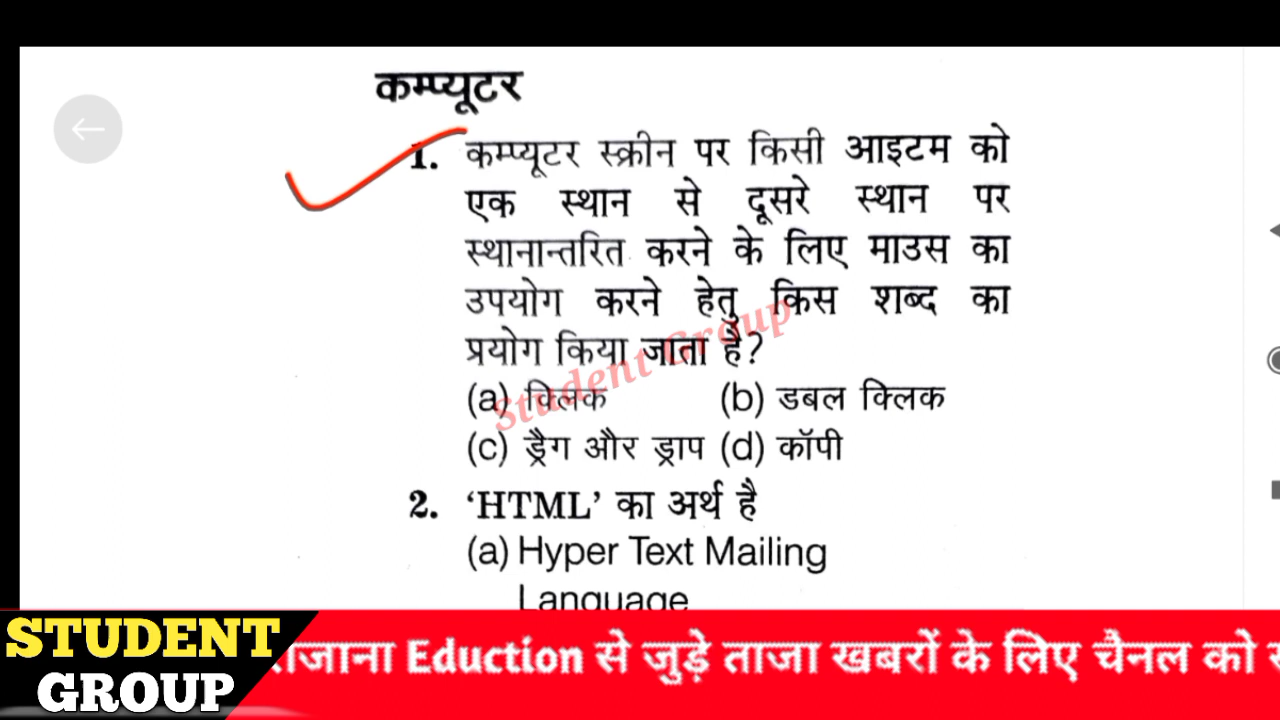 कम्प्यूटर
1. कम्प्यूटर स्क्रीन पर किसी आइटम को
एक स्थान से दूसरे स्थान पर
स्थानान्तरित करने के लिए माउस का
उपयोग करने हेतु किस शब्द का
प्रयोग किया जाता है?
Student Group
(a) क्लिक (b) डबल क्लिक
(c) ड्रैग और ड्राप (d) कॉपी
2. ‘HTML’ का अर्थ है
(a) Hyper Text Mailing
Language
STUDENT
GROUP
Eduction से जुड़े ताजा खबरों के लिए चैनल को